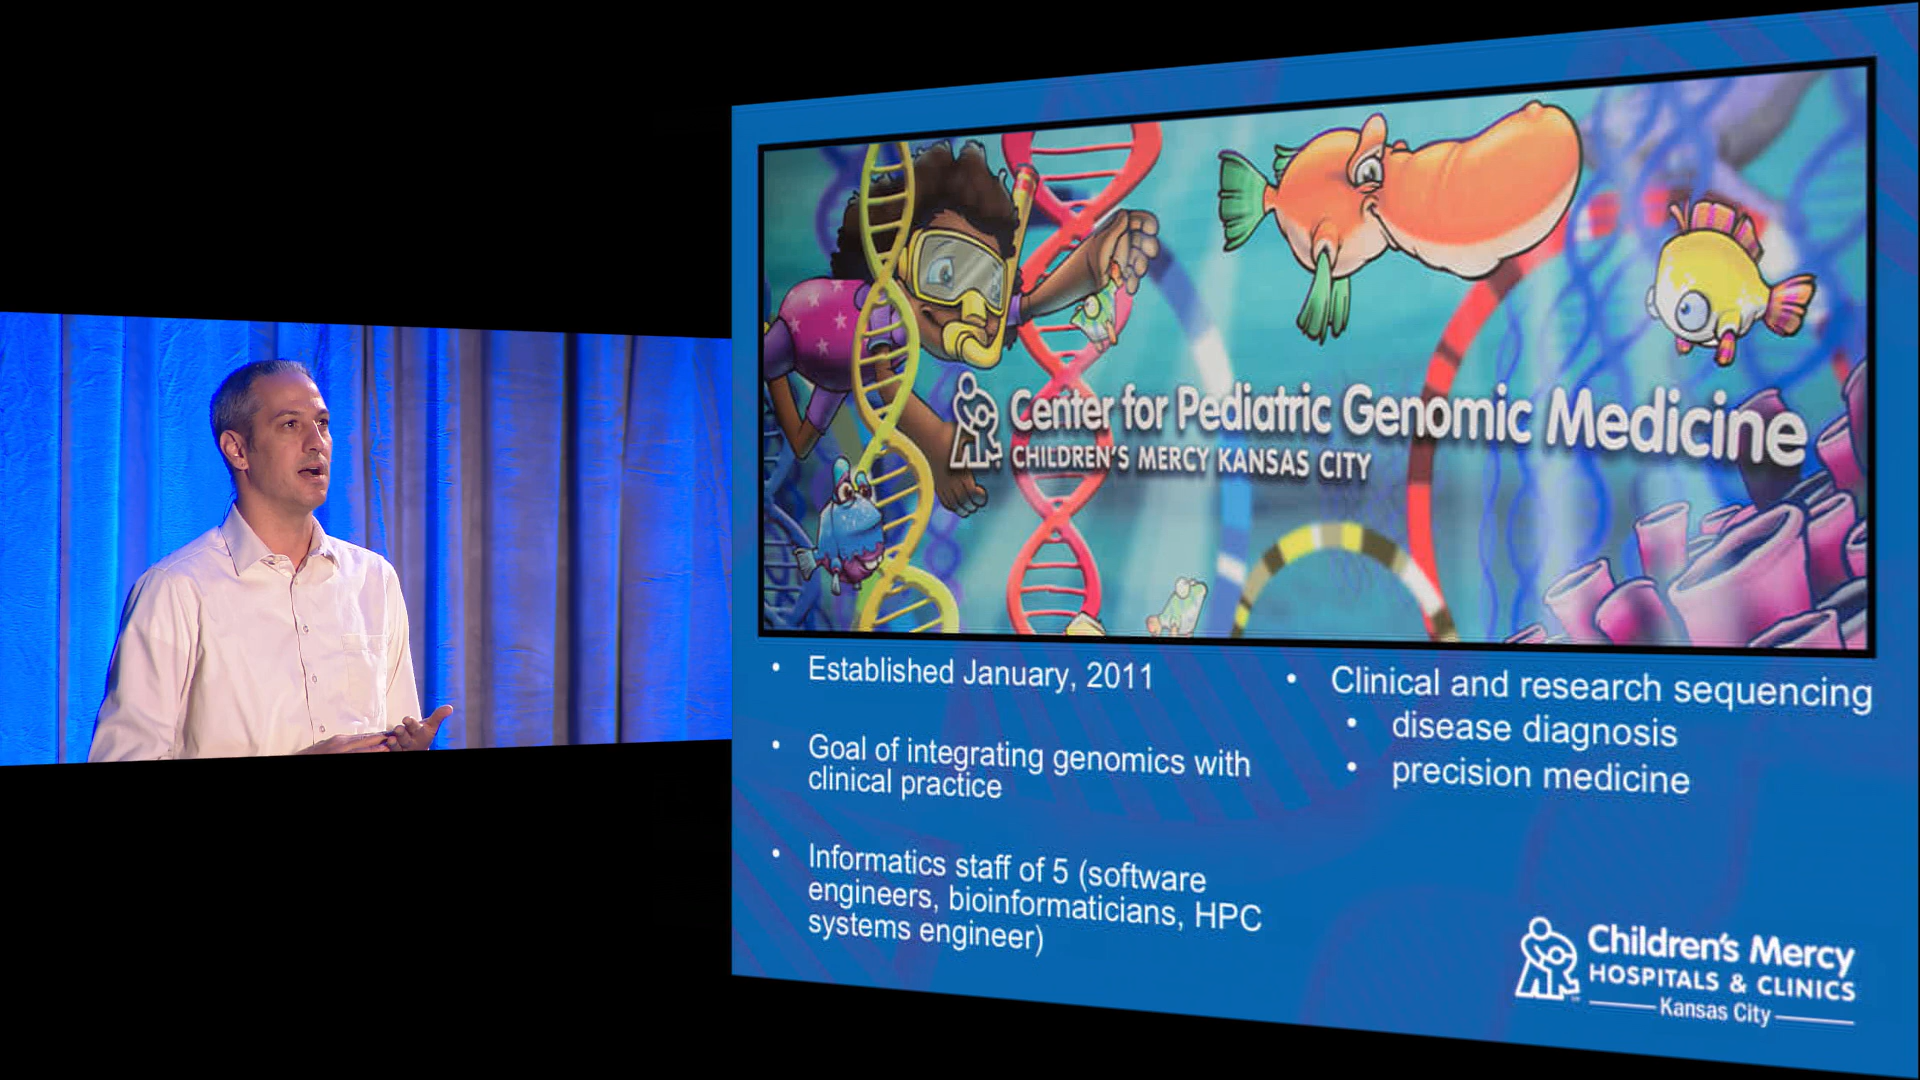 Center for Pediatric Genomic Medicine
CHILDREN'S MERCY KANSAS CITY
• Established January, 2011
• Goal of integrating genomics with
clinical practice
• Informatics staff of 5 (software
engineers, bioinformaticians, HPC
systems engineer)
• Clinical and research sequencing
• disease diagnosis
• precision medicine
Children's Mercy
HOSPITALS & CLINICS
Kansas City